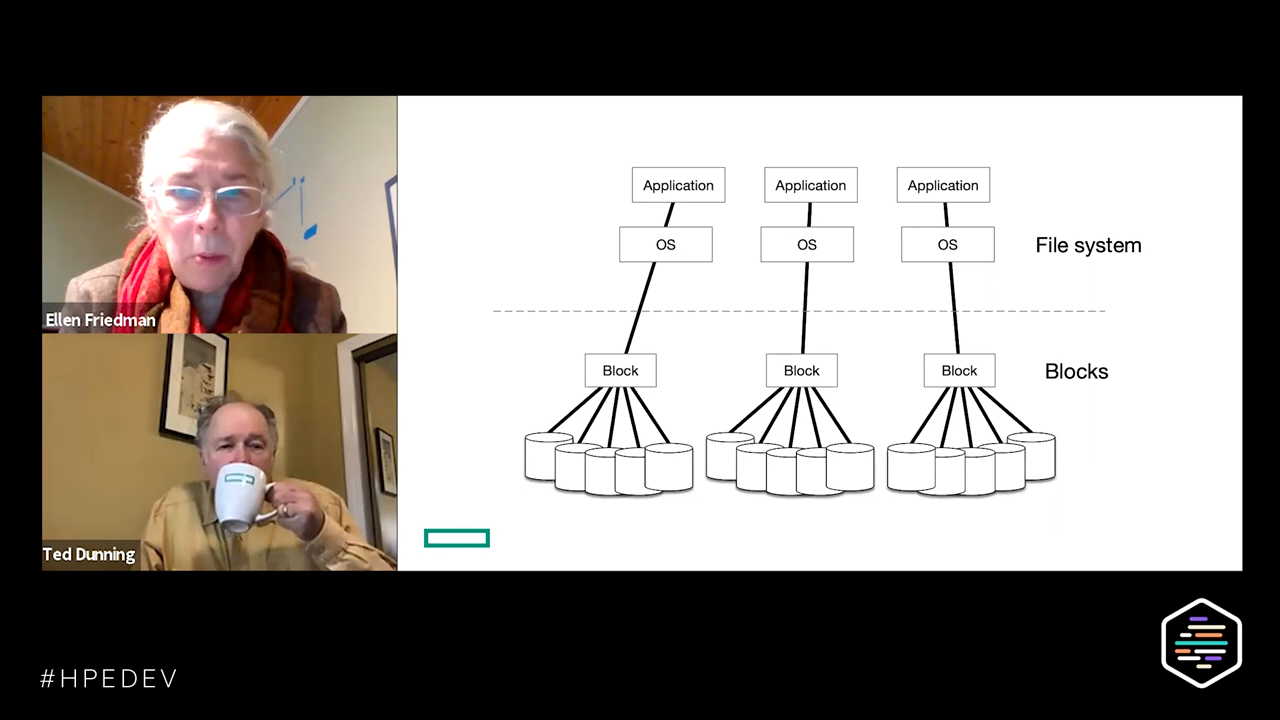 Ellen Friedman
Ted Dunning
Application Application Application
OS OS OS File system
Block Block Block Blocks
#HPEDEV